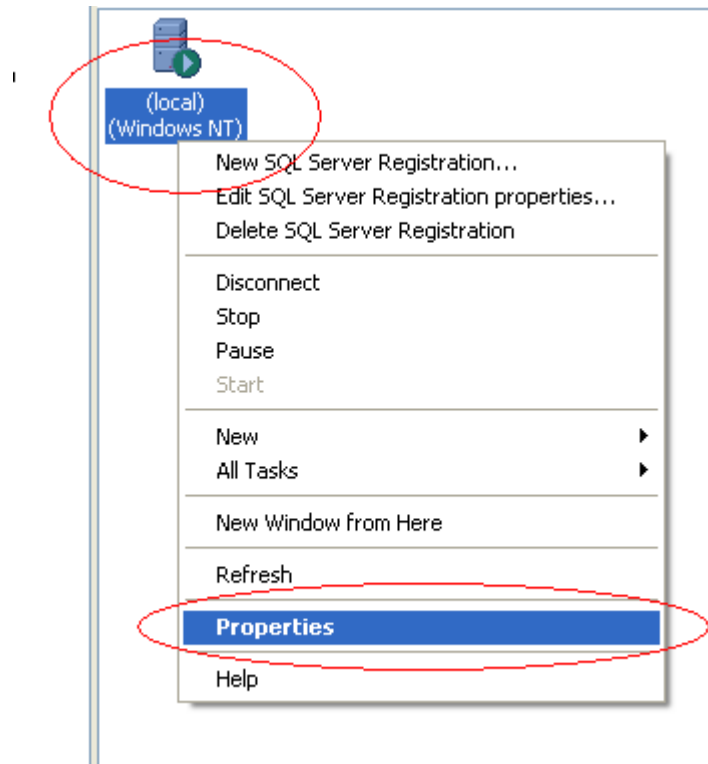 (local)
(Windows NT)
New SQL Server Registration...
Edit SQL Server Registration properties...
Delete SQL Server Registration
Disconnect
Stop
Pause
Start
New
All Tasks
New Window from Here
Refresh
Properties
Help